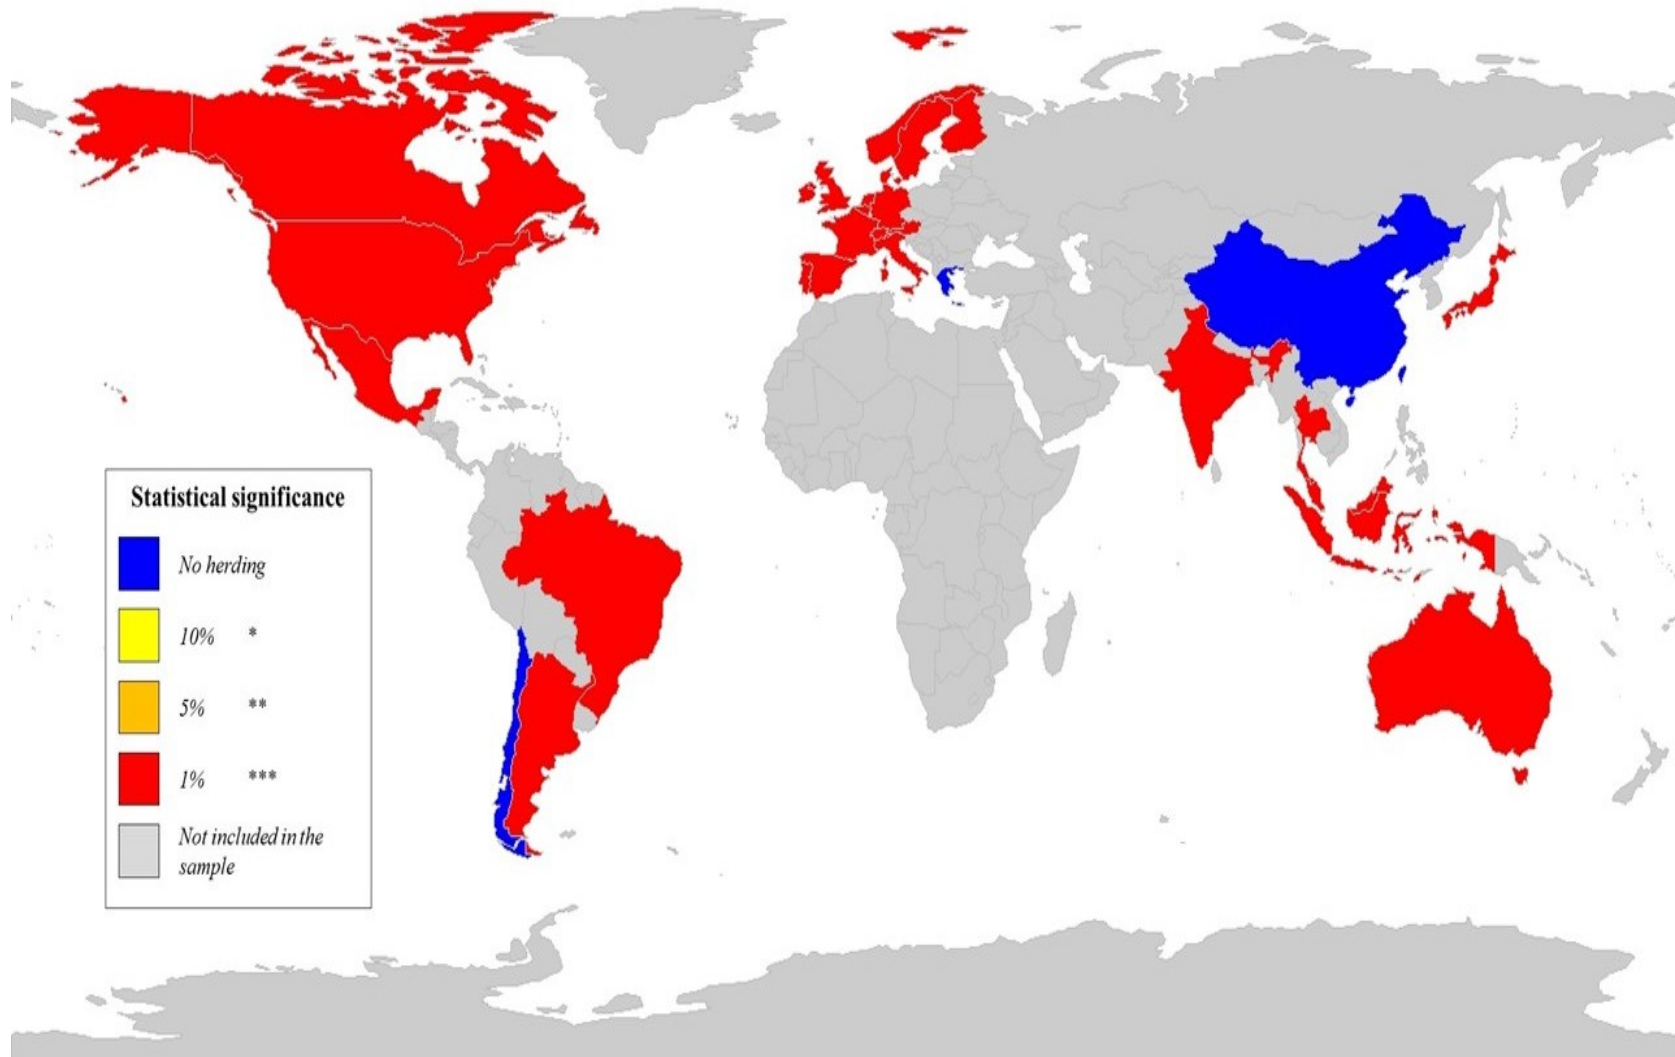 Statistical significance
No herding
10% *
5% **
1% ***
Not included in the
sample